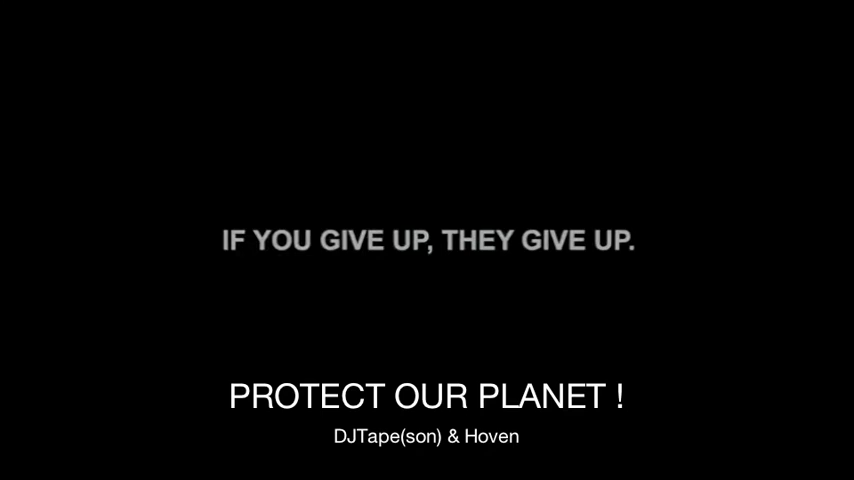 IF YOU GIVE UP, THEY GIVE UP.
PROTECT OUR PLANET !
DJTape(son) & Hoven